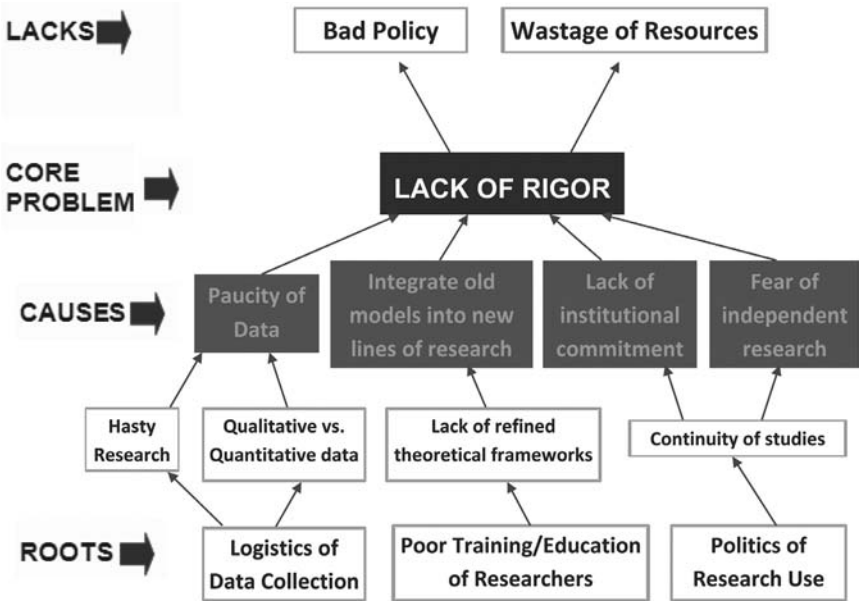 LACKS
Bad Policy
Wastage of Resources
CORE
PROBLEM
LACK OF RIGOR
CAUSES
Paucity of
Data
Integrate old
models into new
lines of research
Lack of
institutional
commitment
Fear of
independent
research
Hasty
Research
Qualitative vs.
Quantitative data
Lack of refined
theoretical frameworks
Continuity of studies
ROOTS
Logistics of
Data Collection
Poor Training/Education
of Researchers
Politics of
Research Use